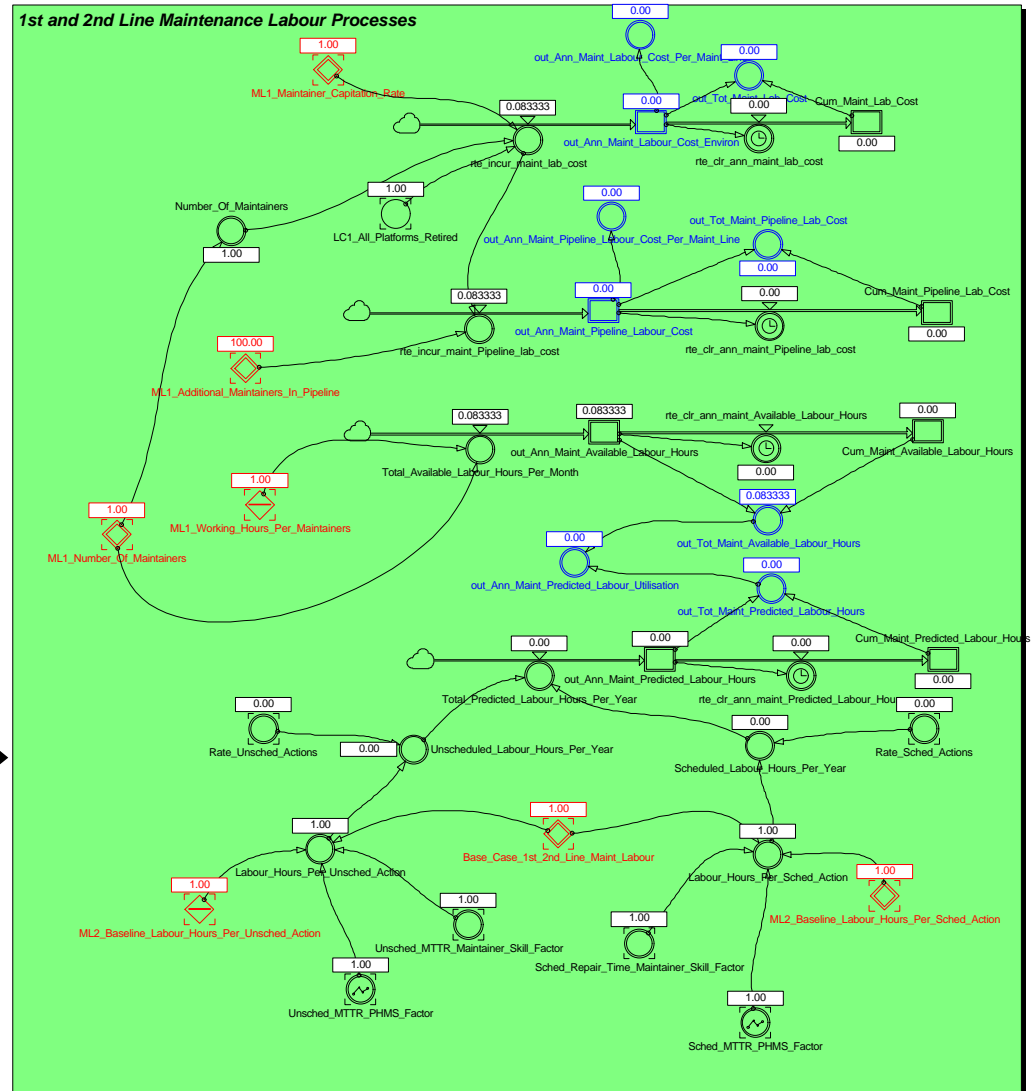 1st and 2nd Line Maintenance Labour Processes
0.00
out_Ann_Maint_Labour_Cost_Per_Maint_Line
1.00
ML1_Maintainer_Capitation_Rate
0.00
out_Tot_Maint_Lab_Cost
0.083333
rte_incur_maint_lab_cost
0.00
out_Ann_Maint_Labour_Cost_Environ
0.00
rte_clr_ann_maint_lab_cost
Cum_Maint_Lab_Cost
0.00
1.00
LC1_All_Platforms_Retired
Number_Of_Maintainers
1.00
0.00
out_Ann_Maint_Pipeline_Labour_Cost_Per_Maint_Line
out_Tot_Maint_Pipeline_Lab_Cost
0.00
0.083333
rte_incur_maint_Pipeline_lab_cost
0.00
out_Ann_Maint_Pipeline_Labour_Cost
0.00
rte_clr_ann_maint_Pipeline_lab_cost
Cum_Maint_Pipeline_Lab_Cost
0.00
100.00
ML1_Additional_Maintainers_In_Pipeline
0.083333
Total_Available_Labour_Hours_Per_Month
0.083333
out_Ann_Maint_Available_Labour_Hours
rte_clr_ann_maint_Available_Labour_Hours
0.00
0.00
Cum_Maint_Available_Labour_Hours
1.00
ML1_Working_Hours_Per_Maintainers
1.00
ML1_Number_Of_Maintainers
0.083333
out_Tot_Maint_Available_Labour_Hours
0.00
out_Ann_Maint_Predicted_Labour_Utilisation
0.00
out_Tot_Maint_Predicted_Labour_Hours
0.00
Total_Predicted_Labour_Hours_Per_Year
0.00
out_Ann_Maint_Predicted_Labour_Hours
0.00
rte_clr_ann_maint_Predicted_Labour_Hou
Cum_Maint_Predicted_Labour_Hours
0.00
0.00
Rate_Unsched_Actions
0.00
Unscheduled_Labour_Hours_Per_Year
0.00
Scheduled_Labour_Hours_Per_Year
0.00
Rate_Sched_Actions
1.00
Labour_Hours_Per_Unsched_Action
1.00
Base_Case_1st_2nd_Line_Maint_Labour
1.00
Labour_Hours_Per_Sched_Action
1.00
ML2_Baseline_Labour_Hours_Per_Unsched_Action
1.00
ML2_Baseline_Labour_Hours_Per_Sched_Action
1.00
Unsched_MTTR_Maintainer_Skill_Factor
1.00
Sched_Repair_Time_Maintainer_Skill_Factor
1.00
Unsched_MTTR_PHMS_Factor
1.00
Sched_MTTR_PHMS_Factor